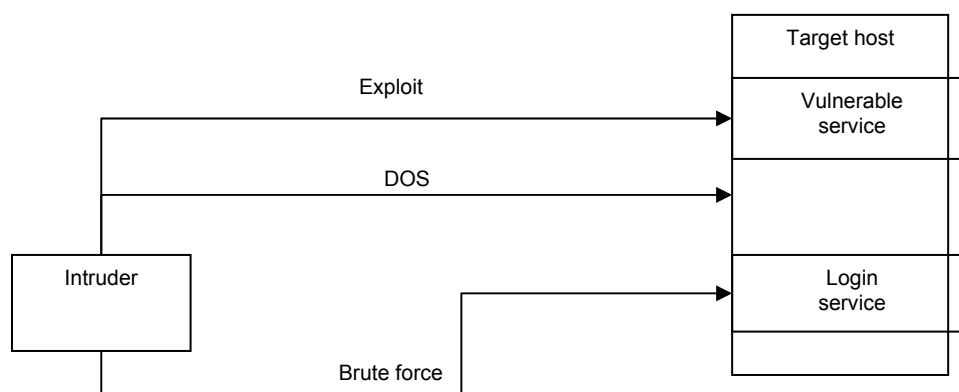 Target host
Exploit
Vulnerable
service
DOS
Intruder
Login
service
Brute force